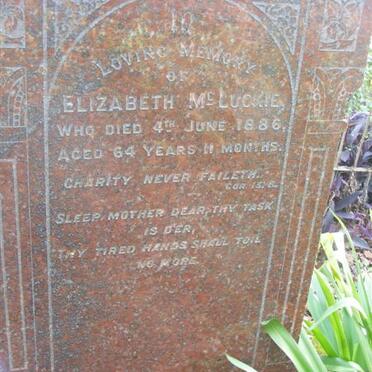 IN
LOVING MEMORY
OF
ELIZABETH McLUCKIE,
WHO DIED 4TH JUNE 1886,
AGED 64 YEARS 11 MONTHS.
"CHARITY NEVER FAILETH."
COR. 13.8.
SLEEP, MOTHER DEAR, THY TASK
IS O'ER,
THY TIRED HANDS SHALL TOIL
NO MORE.